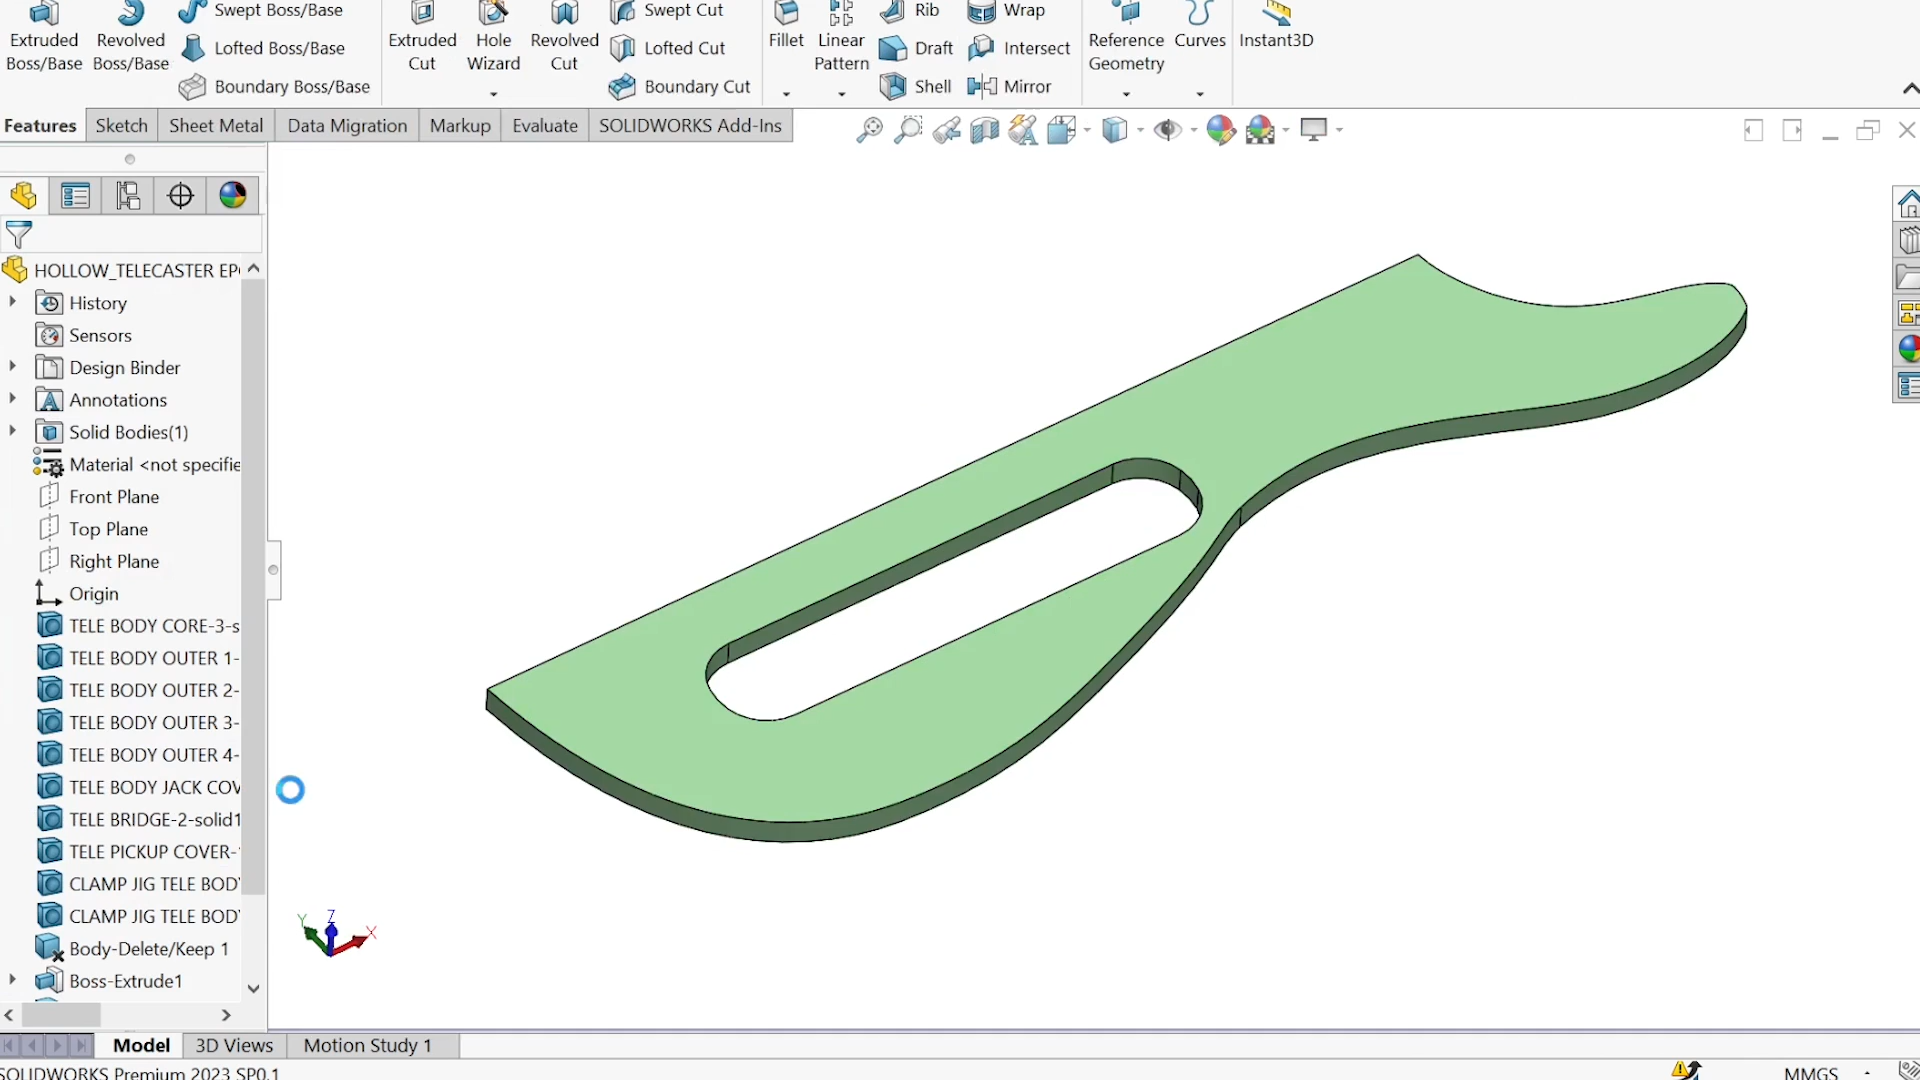 Swept Boss/Base
Swept Cut
Rib
Wrap
Extruded Boss/Base
Revolved Boss/Base
Lofted Boss/Base
Extruded Cut
Hole Wizard
Revolved Cut
Lofted Cut
Fillet
Linear Pattern
Draft
Intersect
Reference Geometry
Curves
Instant3D
Boundary Boss/Base
Boundary Cut
Shell
Mirror
Features
Sketch
Sheet Metal
Data Migration
Markup
Evaluate
SOLIDWORKS Add-Ins
HOLLOW_TELECASTER
History
Sensors
Design Binder
Annotations
Solid Bodies(1)
Material <not specifie
Front Plane
Top Plane
Right Plane
Origin
TELE BODY CORE-3-s
TELE BODY OUTER 1-
TELE BODY OUTER 2-
TELE BODY OUTER 3-
TELE BODY OUTER 4-
TELE BODY JACK COV
TELE BRIDGE-2-solid1
TELE PICKUP COVER-
CLAMP JIG TELE BODY
CLAMP JIG TELE BODY
Body-Delete/Keep 1
Boss-Extrude1
Y
Z
X
Model
3D Views
Motion Study 1
SOLIDWORKS Premium 2023 SP0.1
MMGS